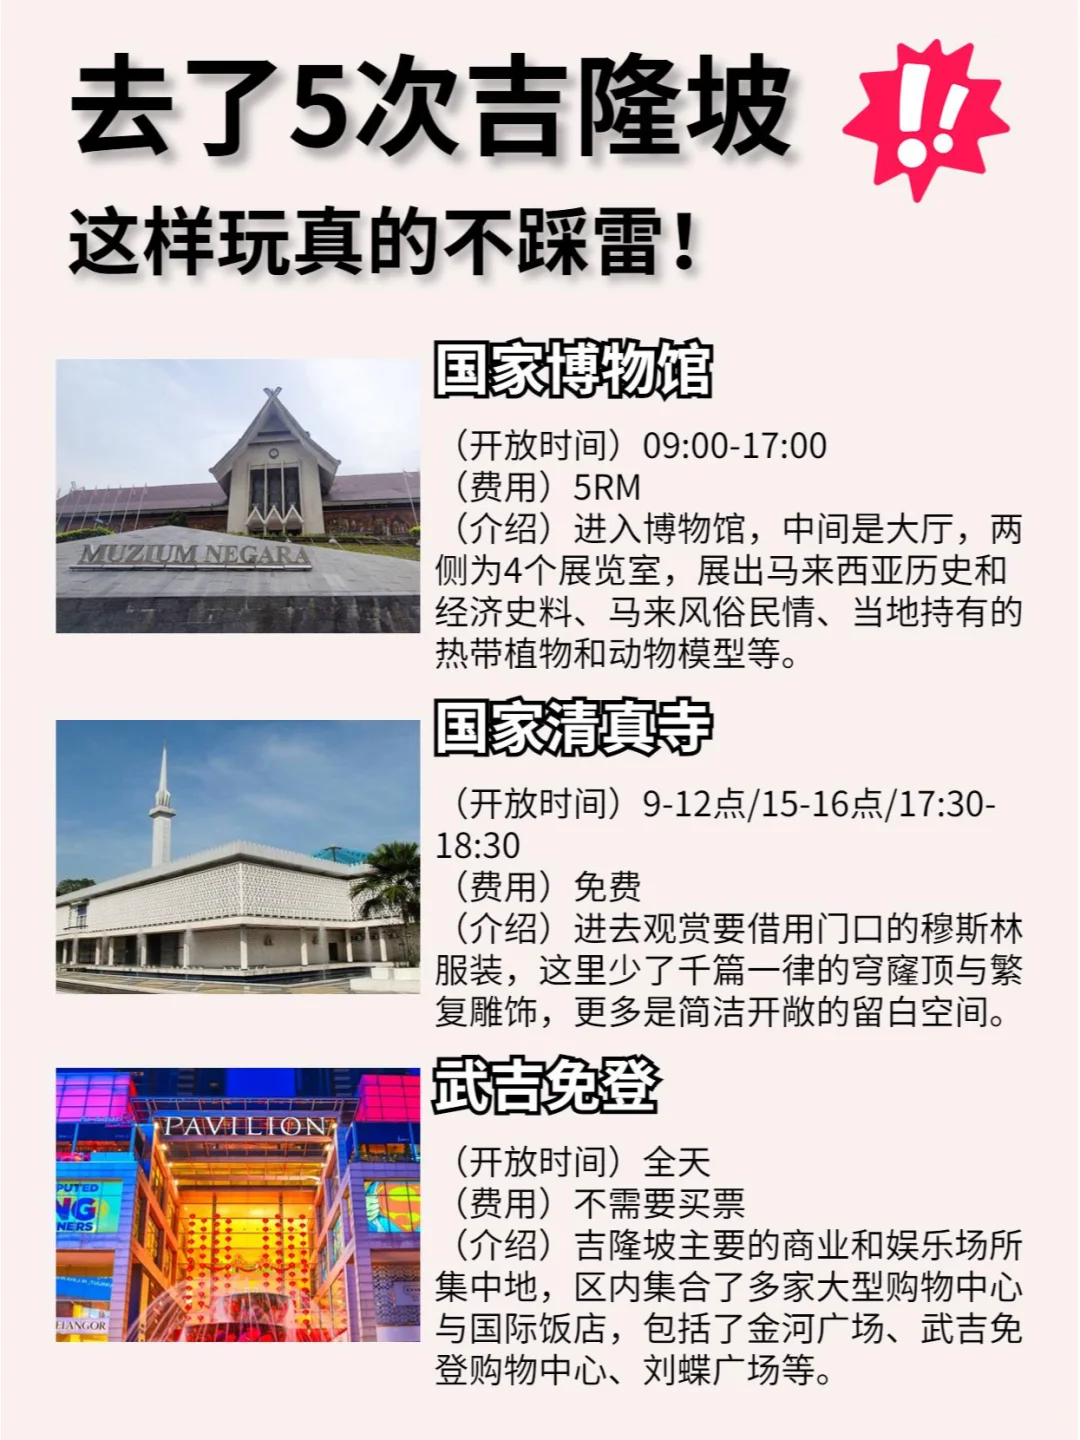 去了5次吉隆坡
这样玩真的不踩雷！
国家博物馆
（开放时间）09:00-17:00
（费用）5RM
（介绍）进入博物馆，中间是大厅，两
侧为4个展览室，展出马来西亚历史和
经济史料、马来风俗民情、当地持有的
热带植物和动物模型等。
MUZIUM NEGARA
国家清真寺
（开放时间）9-12点/15-16点/17:30-
18:30
（费用）免费
（介绍）进去观赏要借用门口的穆斯林
服装，这里少了千篇一律的穹窿顶与繁
复雕饰，更多是简洁开敞的留白空间。
武吉免登
（开放时间）全天
（费用）不需要买票
（介绍）吉隆坡主要的商业和娱乐场所
集中地，区内集合了多家大型购物中心
与国际饭店，包括了金河广场、武吉免
登购物中心、刘蝶广场等。
PAVILION
PUTED
NG
NERS
ELANGOR